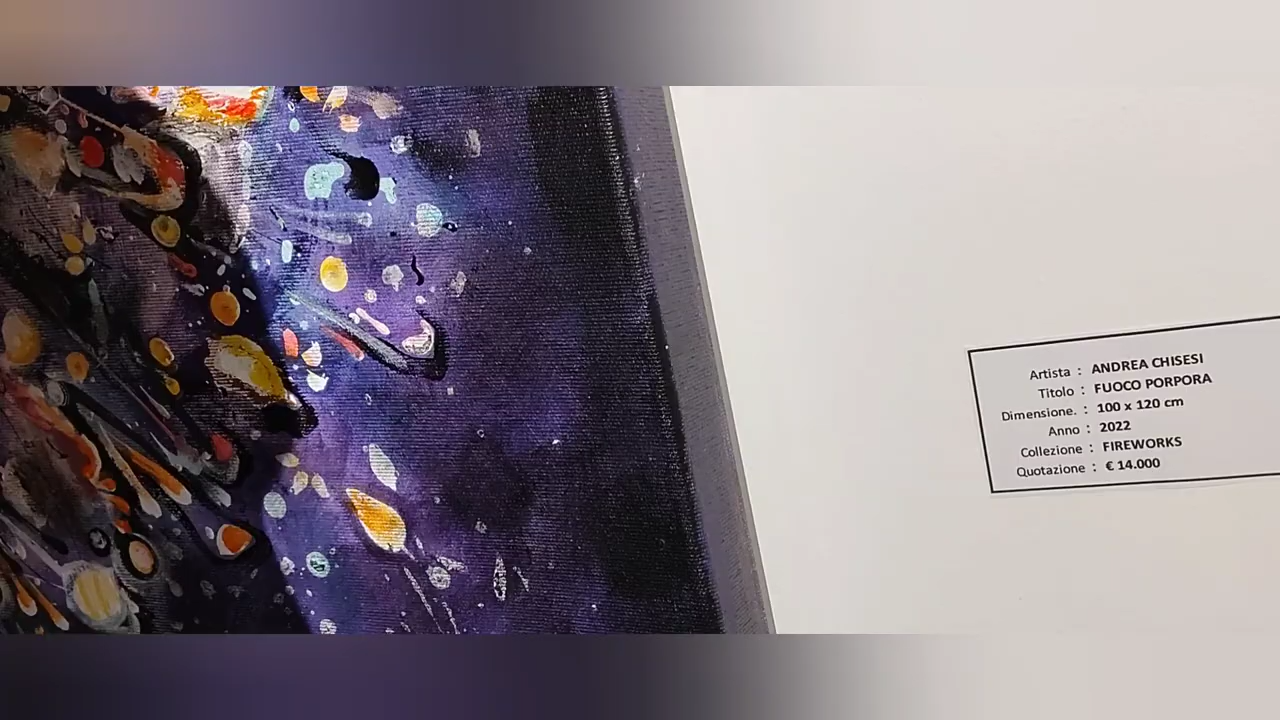 Artista : ANDREA CHISESI
Titolo : FUOCO PORPORA
Dimensione. : 100 x 120 cm
Anno : 2022
Collezione : FIREWORKS
Quotazione : € 14.000